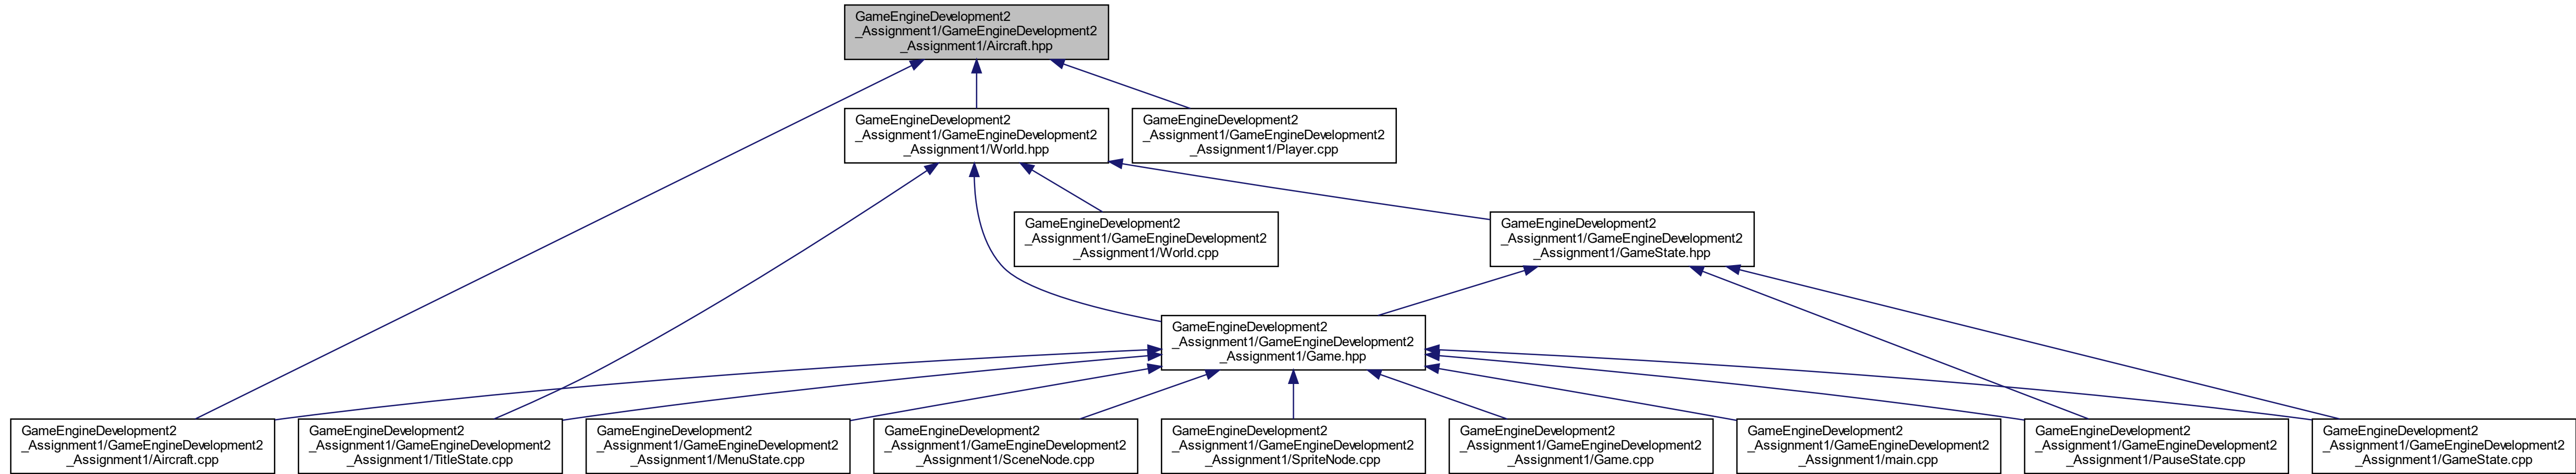 GameEngineDevelopment2
_Assignment1/GameEngineDevelopment2
_Assignment1/Aircraft.hpp
GameEngineDevelopment2
_Assignment1/GameEngineDevelopment2
_Assignment1/World.hpp
GameEngineDevelopment2
_Assignment1/GameEngineDevelopment2
_Assignment1/Player.cpp
GameEngineDevelopment2
_Assignment1/GameEngineDevelopment2
_Assignment1/World.cpp
GameEngineDevelopment2
_Assignment1/GameEngineDevelopment2
_Assignment1/GameState.hpp
GameEngineDevelopment2
_Assignment1/GameEngineDevelopment2
_Assignment1/Game.hpp
GameEngineDevelopment2
_Assignment1/GameEngineDevelopment2
_Assignment1/Aircraft.cpp
GameEngineDevelopment2
_Assignment1/GameEngineDevelopment2
_Assignment1/TitleState.cpp
GameEngineDevelopment2
_Assignment1/GameEngineDevelopment2
_Assignment1/MenuState.cpp
GameEngineDevelopment2
_Assignment1/GameEngineDevelopment2
_Assignment1/SceneNode.cpp
GameEngineDevelopment2
_Assignment1/GameEngineDevelopment2
_Assignment1/SpriteNode.cpp
GameEngineDevelopment2
_Assignment1/GameEngineDevelopment2
_Assignment1/Game.cpp
GameEngineDevelopment2
_Assignment1/GameEngineDevelopment2
_Assignment1/main.cpp
GameEngineDevelopment2
_Assignment1/GameEngineDevelopment2
_Assignment1/PauseState.cpp
GameEngineDevelopment2
_Assignment1/GameEngineDevelopment2
_Assignment1/GameState.cpp